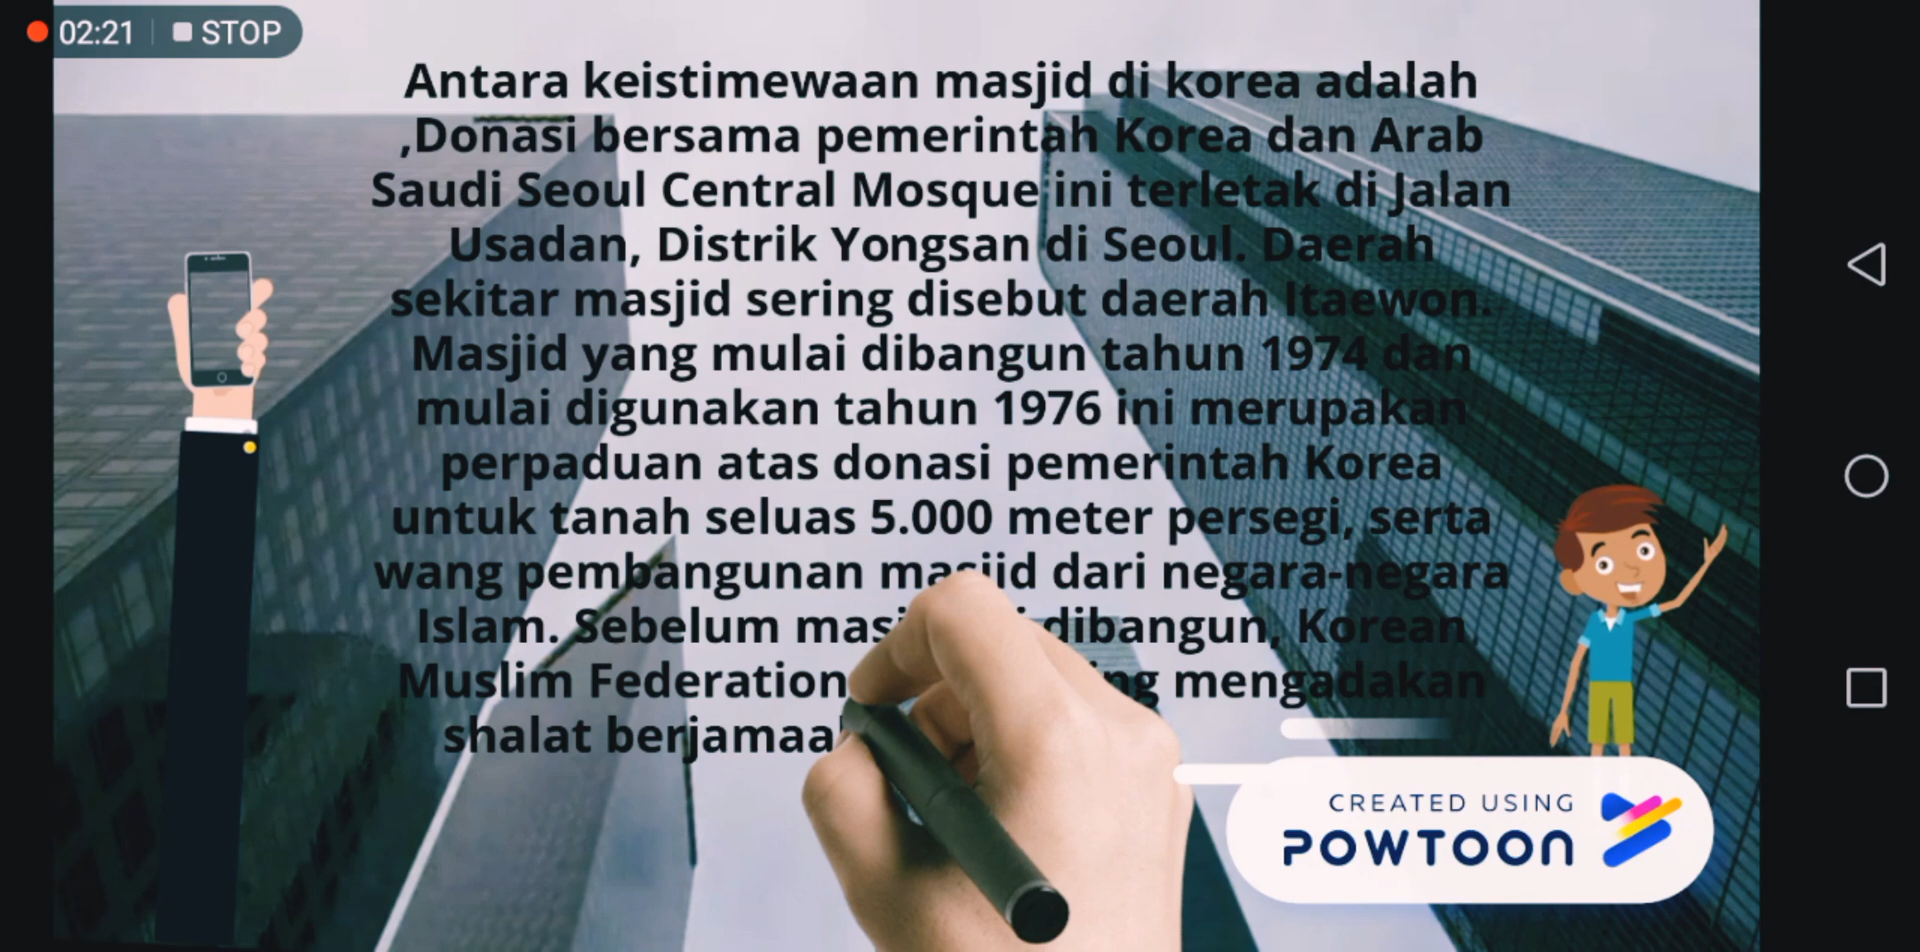 02:21 STOP
Antara keistimewaan masjid di korea adalah
,Donasi bersama pemerintah Korea dan Arab
Saudi Seoul Central Mosque ini terletak di Jalan
Usadan, Distrik Yongsan di Seoul. Daerah
sekitar masjid sering disebut daerah Itaewon.
Masjid yang mulai dibangun tahun 1974 dan
mulai digunakan tahun 1976 ini merupakan
perpaduan atas donasi pemerintah Korea
untuk tanah seluas 5.000 meter persegi, serta
wang pembangunan masjid dari negara-negara
Islam. Sebelum dibangun, Korean
Muslim Federation mengadakan
shalat
CREATED USING
POWTOON